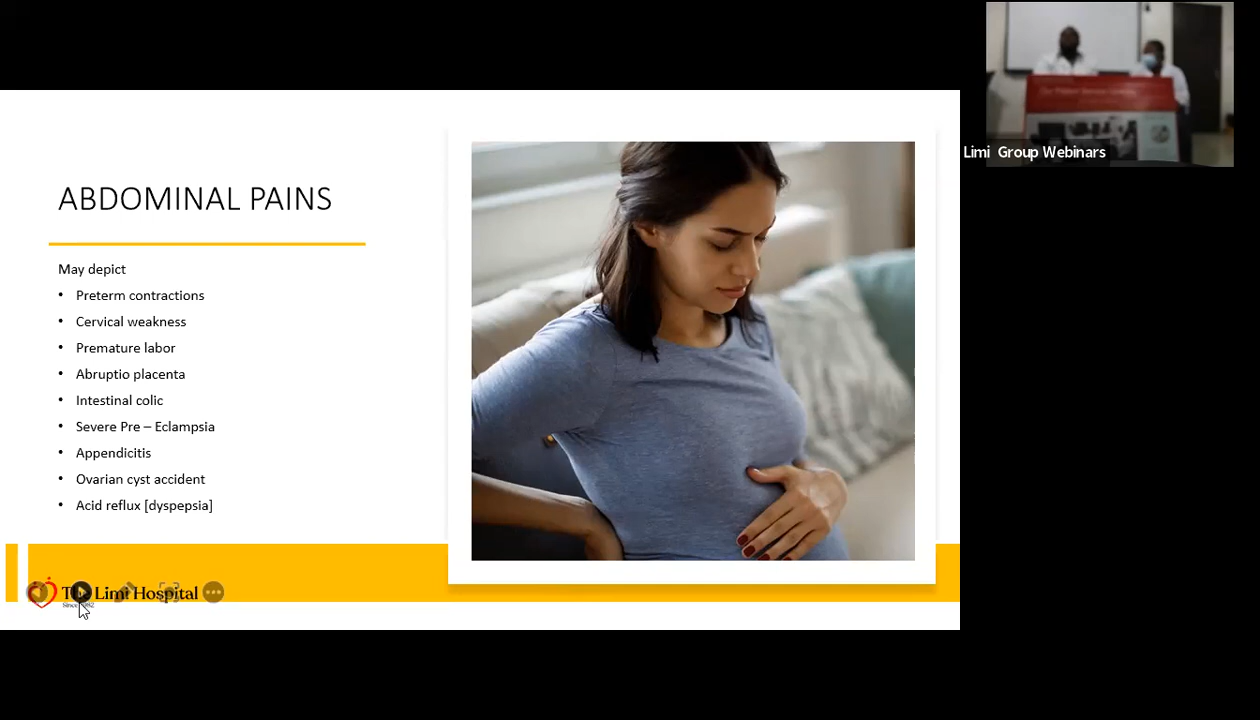 ABDOMINAL PAINS
May depict
• Preterm contractions
• Cervical weakness
• Premature labor
• Abruptio placenta
• Intestinal colic
• Severe Pre – Eclampsia
• Appendicitis
• Ovarian cyst accident
• Acid reflux [dyspepsia]
Limi Hospital
Limi Group Webinars